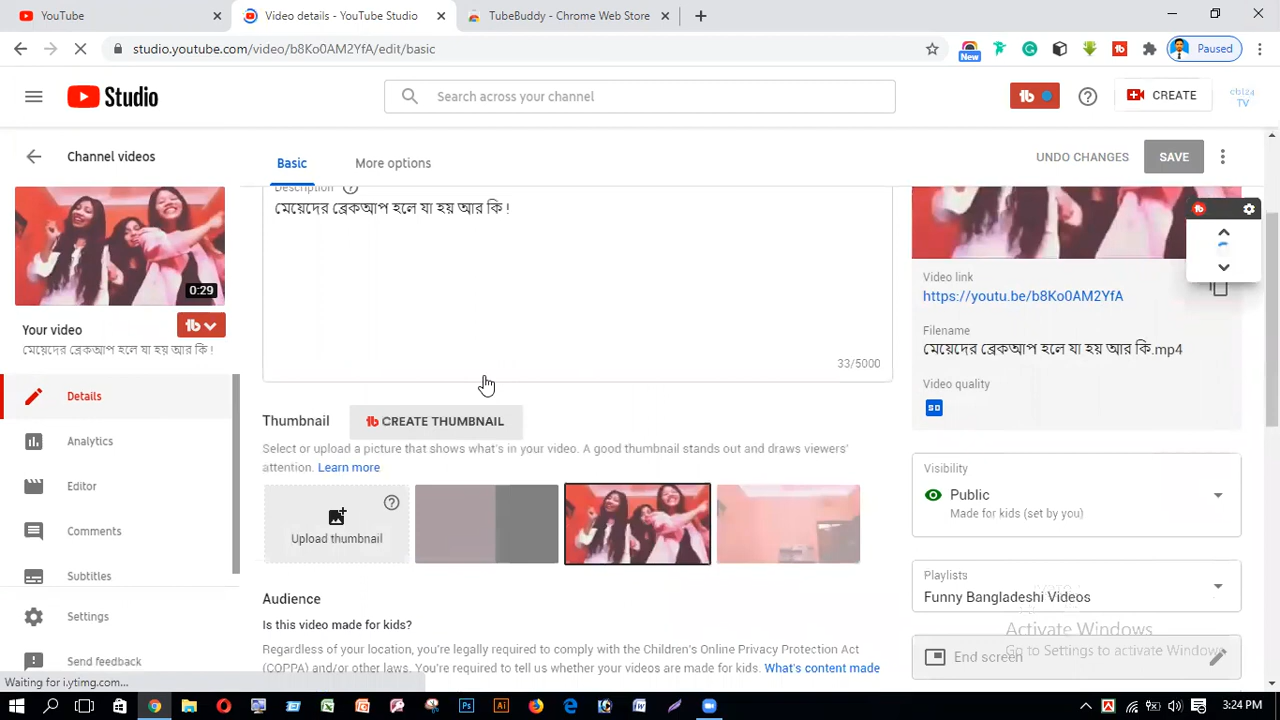 YouTube
Video details - YouTube Studio
TubeBuddy - Chrome Web Store
studio.youtube.com/video/b8Ko0AM2YfA/edit/basic
New
Paused
Studio
Search across your channel
CREATE
cbl24
TV
Channel videos
Basic
More options
UNDO CHANGES
SAVE
Description
মেয়েদের ব্রেকআপ হলে যা হয় আর কি !
33/5000
0:29
Your video
মেয়েদের ব্রেকআপ হলে যা হয় আর কি !
Details
Analytics
Editor
Comments
Subtitles
Settings
Send feedback
Thumbnail
CREATE THUMBNAIL
Select or upload a picture that shows what's in your video. A good thumbnail stands out and draws viewers'
attention. Learn more
Upload thumbnail
Audience
Is this video made for kids?
Regardless of your location, you're legally required to comply with the Children's Online Privacy Protection Act
(COPPA) and/or other laws. You're required to tell us whether your videos are made for kids. What's content made
Video link
https://youtu.be/b8Ko0AM2YfA
Filename
মেয়েদের ব্রেকআপ হলে যা হয় আর কি.mp4
Video quality
SD
Visibility
Public
Made for kids (set by you)
Playlists
Funny Bangladeshi Videos
End screen
Activate Windows
Go to Settings to activate Windows.
Waiting for i.ytimg.com...
3:24 PM